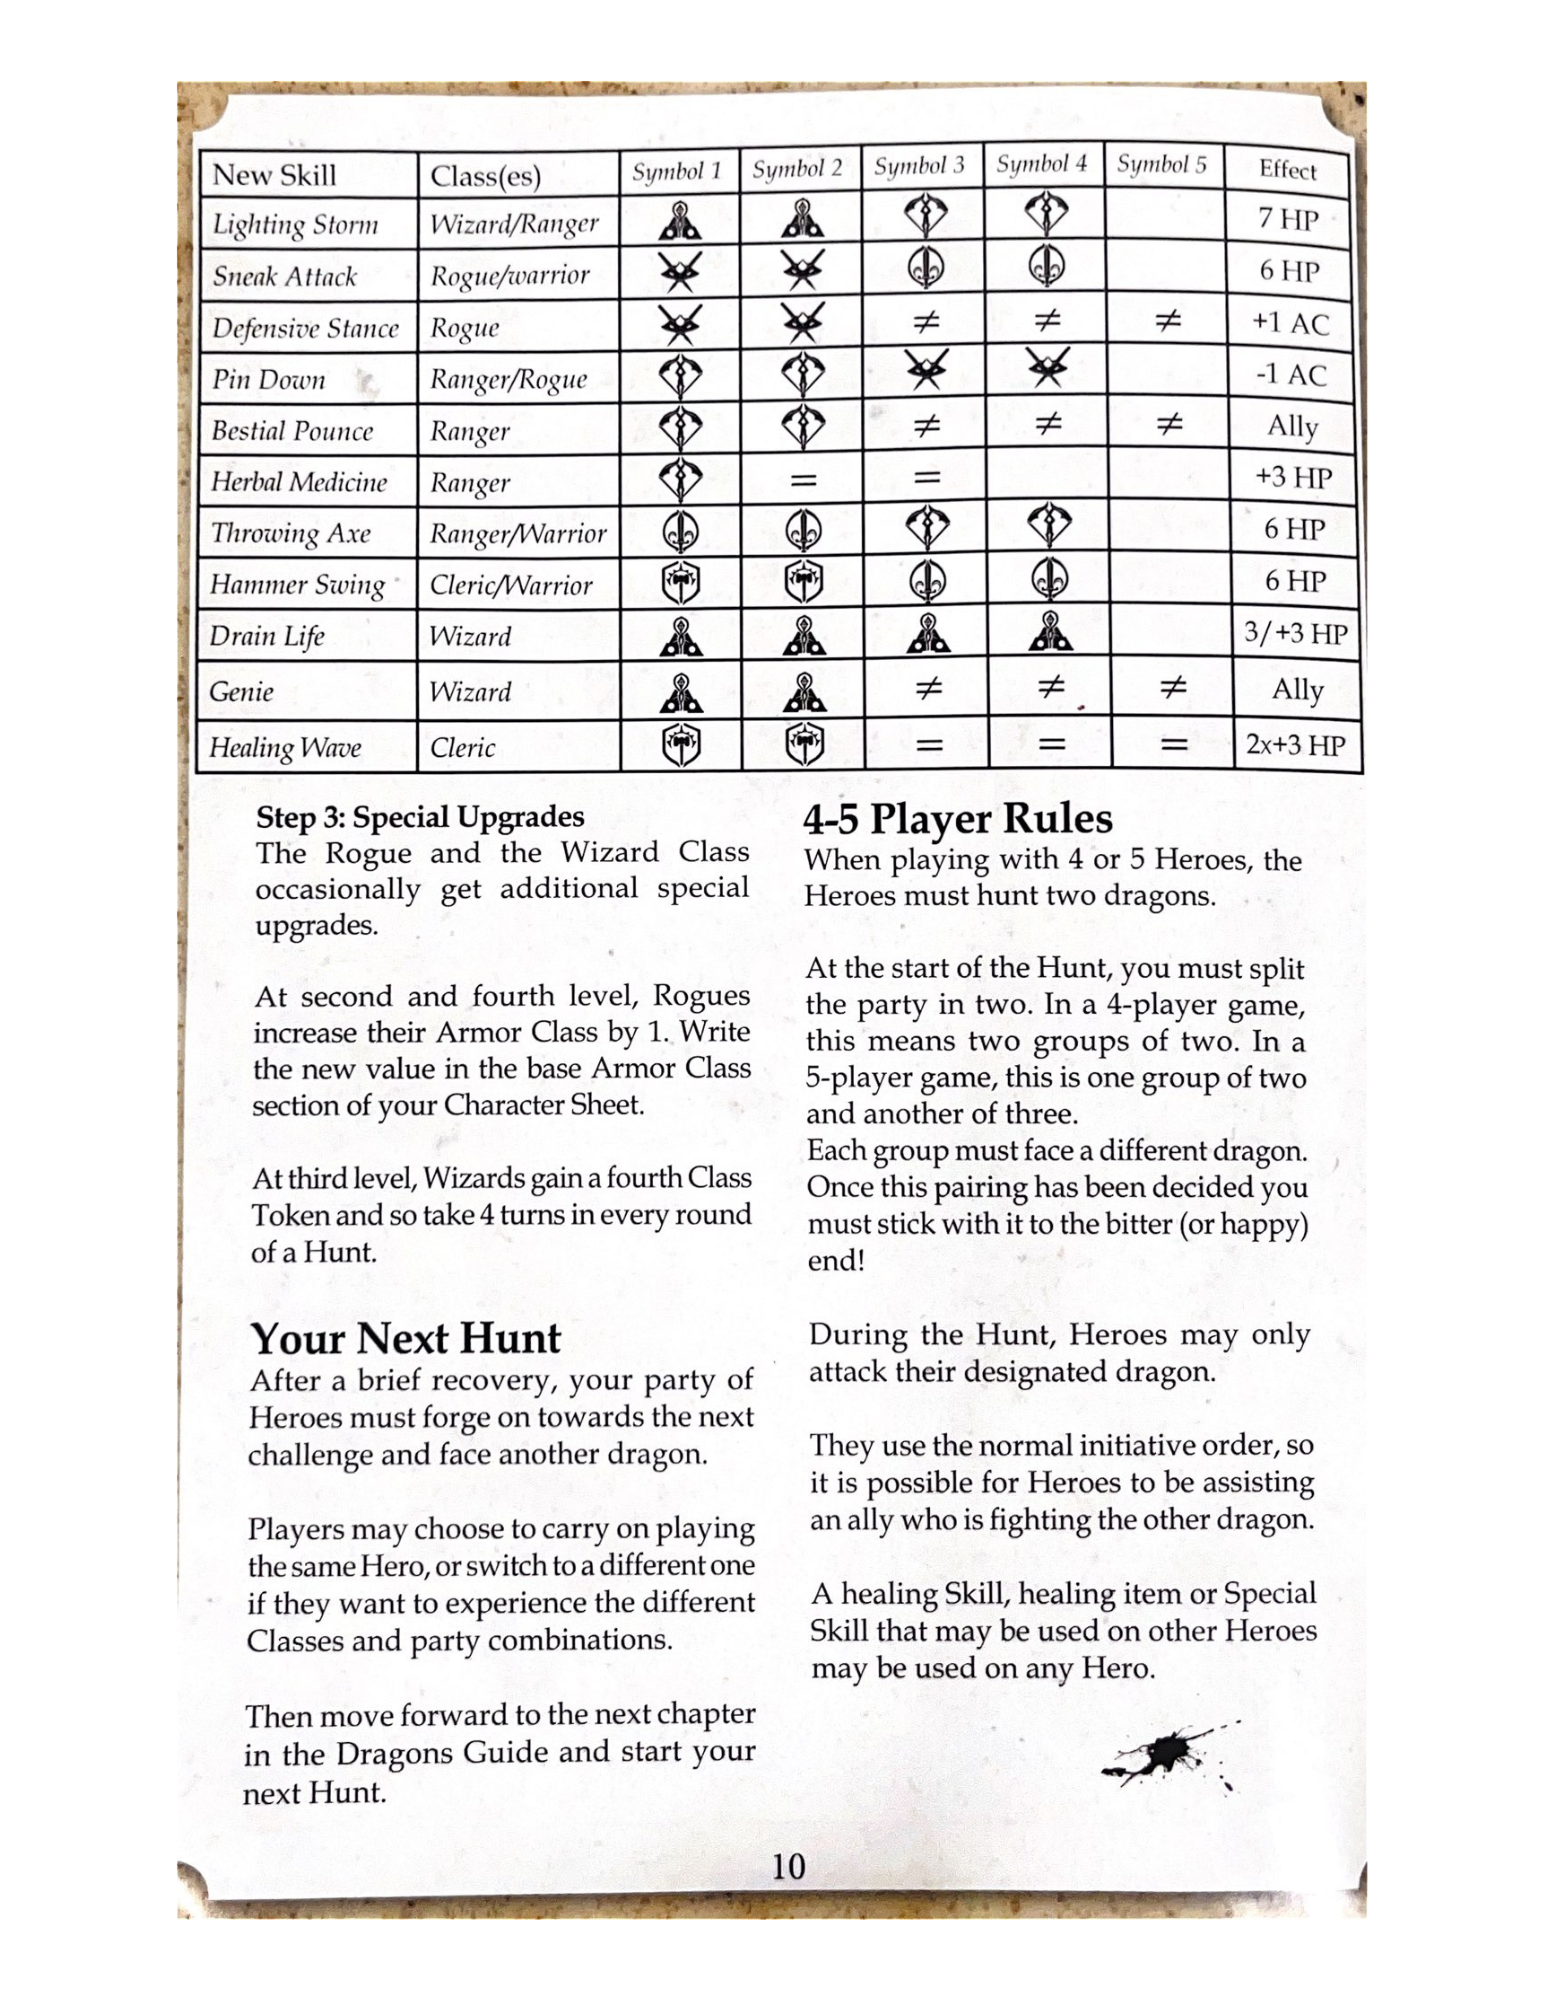 New Skill Class(es) Symbol 1 Symbol 2 Symbol 3 Symbol 4 Symbol 5 Effect
Lighting Storm Wizard/Ranger 7 HP
Sneak Attack Rogue/warrior 6 HP
Defensive Stance Rogue ≠ ≠ ≠ +1 AC
Pin Down Ranger/Rogue -1 AC
Bestial Pounce Ranger ≠ ≠ ≠ Ally
Herbal Medicine Ranger = = +3 HP
Throwing Axe Ranger/Warrior 6 HP
Hammer Swing Cleric/Warrior 6 HP
Drain Life Wizard 3/+3 HP
Genie Wizard ≠ ≠ ≠ Ally
Healing Wave Cleric = = = 2x+3 HP
Step 3: Special Upgrades
The Rogue and the Wizard Class
occasionally get additional special
upgrades.
At second and fourth level, Rogues
increase their Armor Class by 1. Write
the new value in the base Armor Class
section of your Character Sheet.
At third level, Wizards gain a fourth Class
Token and so take 4 turns in every round
of a Hunt.
Your Next Hunt
After a brief recovery, your party of
Heroes must forge on towards the next
challenge and face another dragon.
Players may choose to carry on playing
the same Hero, or switch to a different one
if they want to experience the different
Classes and party combinations.
Then move forward to the next chapter
in the Dragons Guide and start your
next Hunt.
4-5 Player Rules
When playing with 4 or 5 Heroes, the
Heroes must hunt two dragons.
At the start of the Hunt, you must split
the party in two. In a 4-player game,
this means two groups of two. In a
5-player game, this is one group of two
and another of three.
Each group must face a different dragon.
Once this pairing has been decided you
must stick with it to the bitter (or happy)
end!
During the Hunt, Heroes may only
attack their designated dragon.
They use the normal initiative order, so
it is possible for Heroes to be assisting
an ally who is fighting the other dragon.
A healing Skill, healing item or Special
Skill that may be used on other Heroes
may be used on any Hero.
10